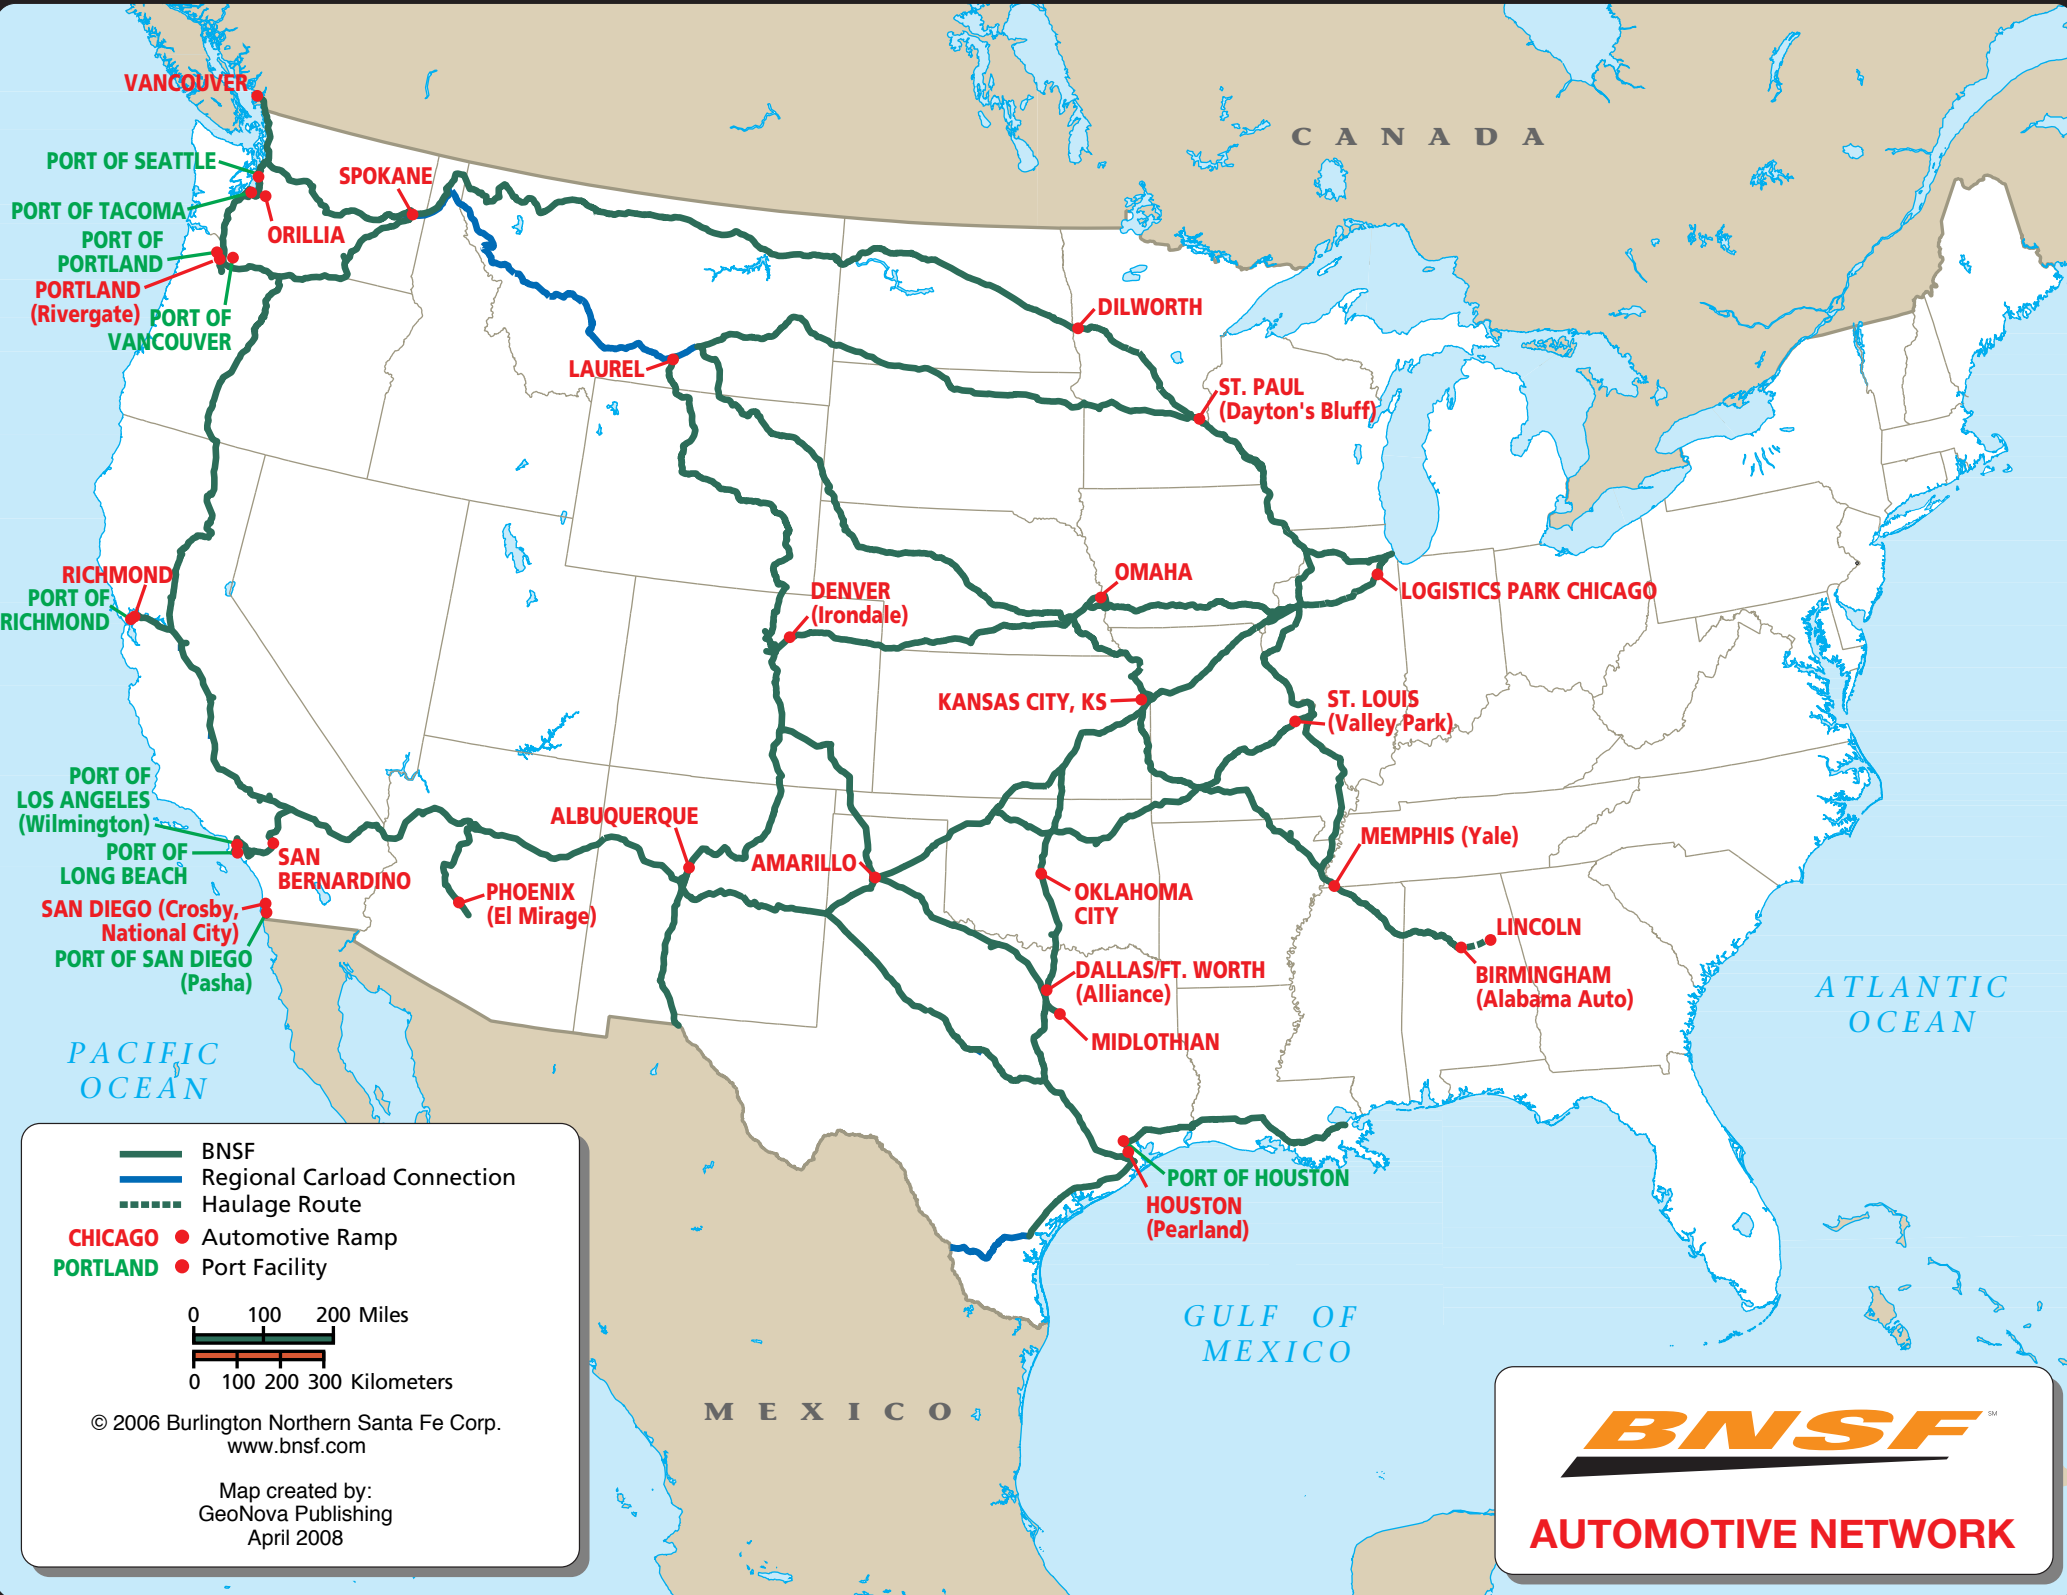 CANADA
VANCOUVER
PORT OF SEATTLE
SPOKANE
PORT OF TACOMA
ORILLIA
PORT OF
PORTLAND
PORTLAND
(Rivergate)
PORT OF
VANCOUVER
DILWORTH
LAUREL
ST. PAUL
(Dayton's Bluff)
RICHMOND
PORT OF
RICHMOND
OMAHA
DENVER
(Irondale)
LOGISTICS PARK CHICAGO
KANSAS CITY, KS
ST. LOUIS
(Valley Park)
PORT OF
LOS ANGELES
(Wilmington)
PORT OF
LONG BEACH
SAN
BERNARDINO
ALBUQUERQUE
AMARILLO
MEMPHIS (Yale)
PHOENIX
(El Mirage)
OKLAHOMA
CITY
SAN DIEGO (Crosby,
National City)
PORT OF SAN DIEGO
(Pasha)
LINCOLN
BIRMINGHAM
(Alabama Auto)
DALLAS/FT. WORTH
(Alliance)
MIDLOTHIAN
ATLANTIC
OCEAN
PACIFIC
OCEAN
PORT OF HOUSTON
HOUSTON
(Pearland)
GULF OF
MEXICO
MEXICO
BNSF
Regional Carload Connection
Haulage Route
CHICAGO Automotive Ramp
PORTLAND Port Facility
0 100 200 Miles
0 100 200 300 Kilometers
© 2006 Burlington Northern Santa Fe Corp.
www.bnsf.com
Map created by:
GeoNova Publishing
April 2008
BNSF SM
AUTOMOTIVE NETWORK